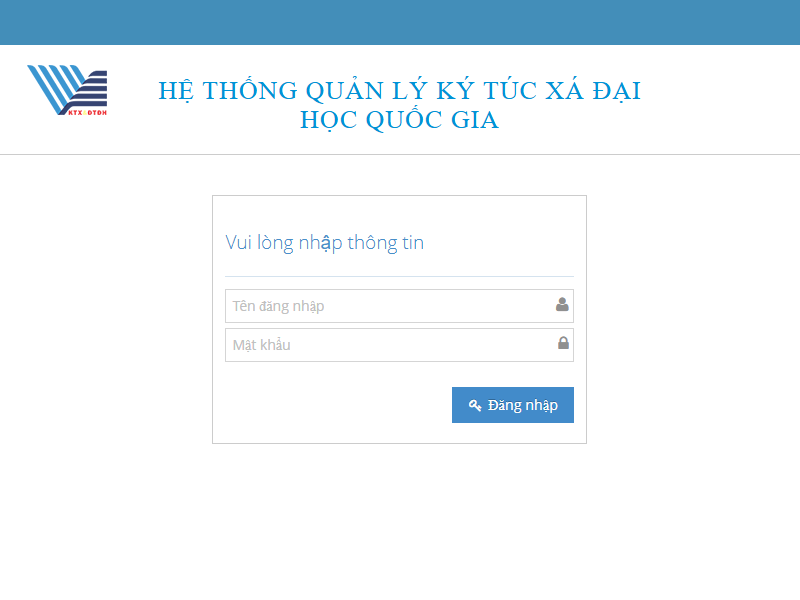 KTX
HỆ THỐNG QUẢN LÝ KÝ TÚC XÁ ĐẠI
HỌC QUỐC GIA
Vui lòng nhập thông tin
Tên đăng nhập
Mật khẩu
Đăng nhập